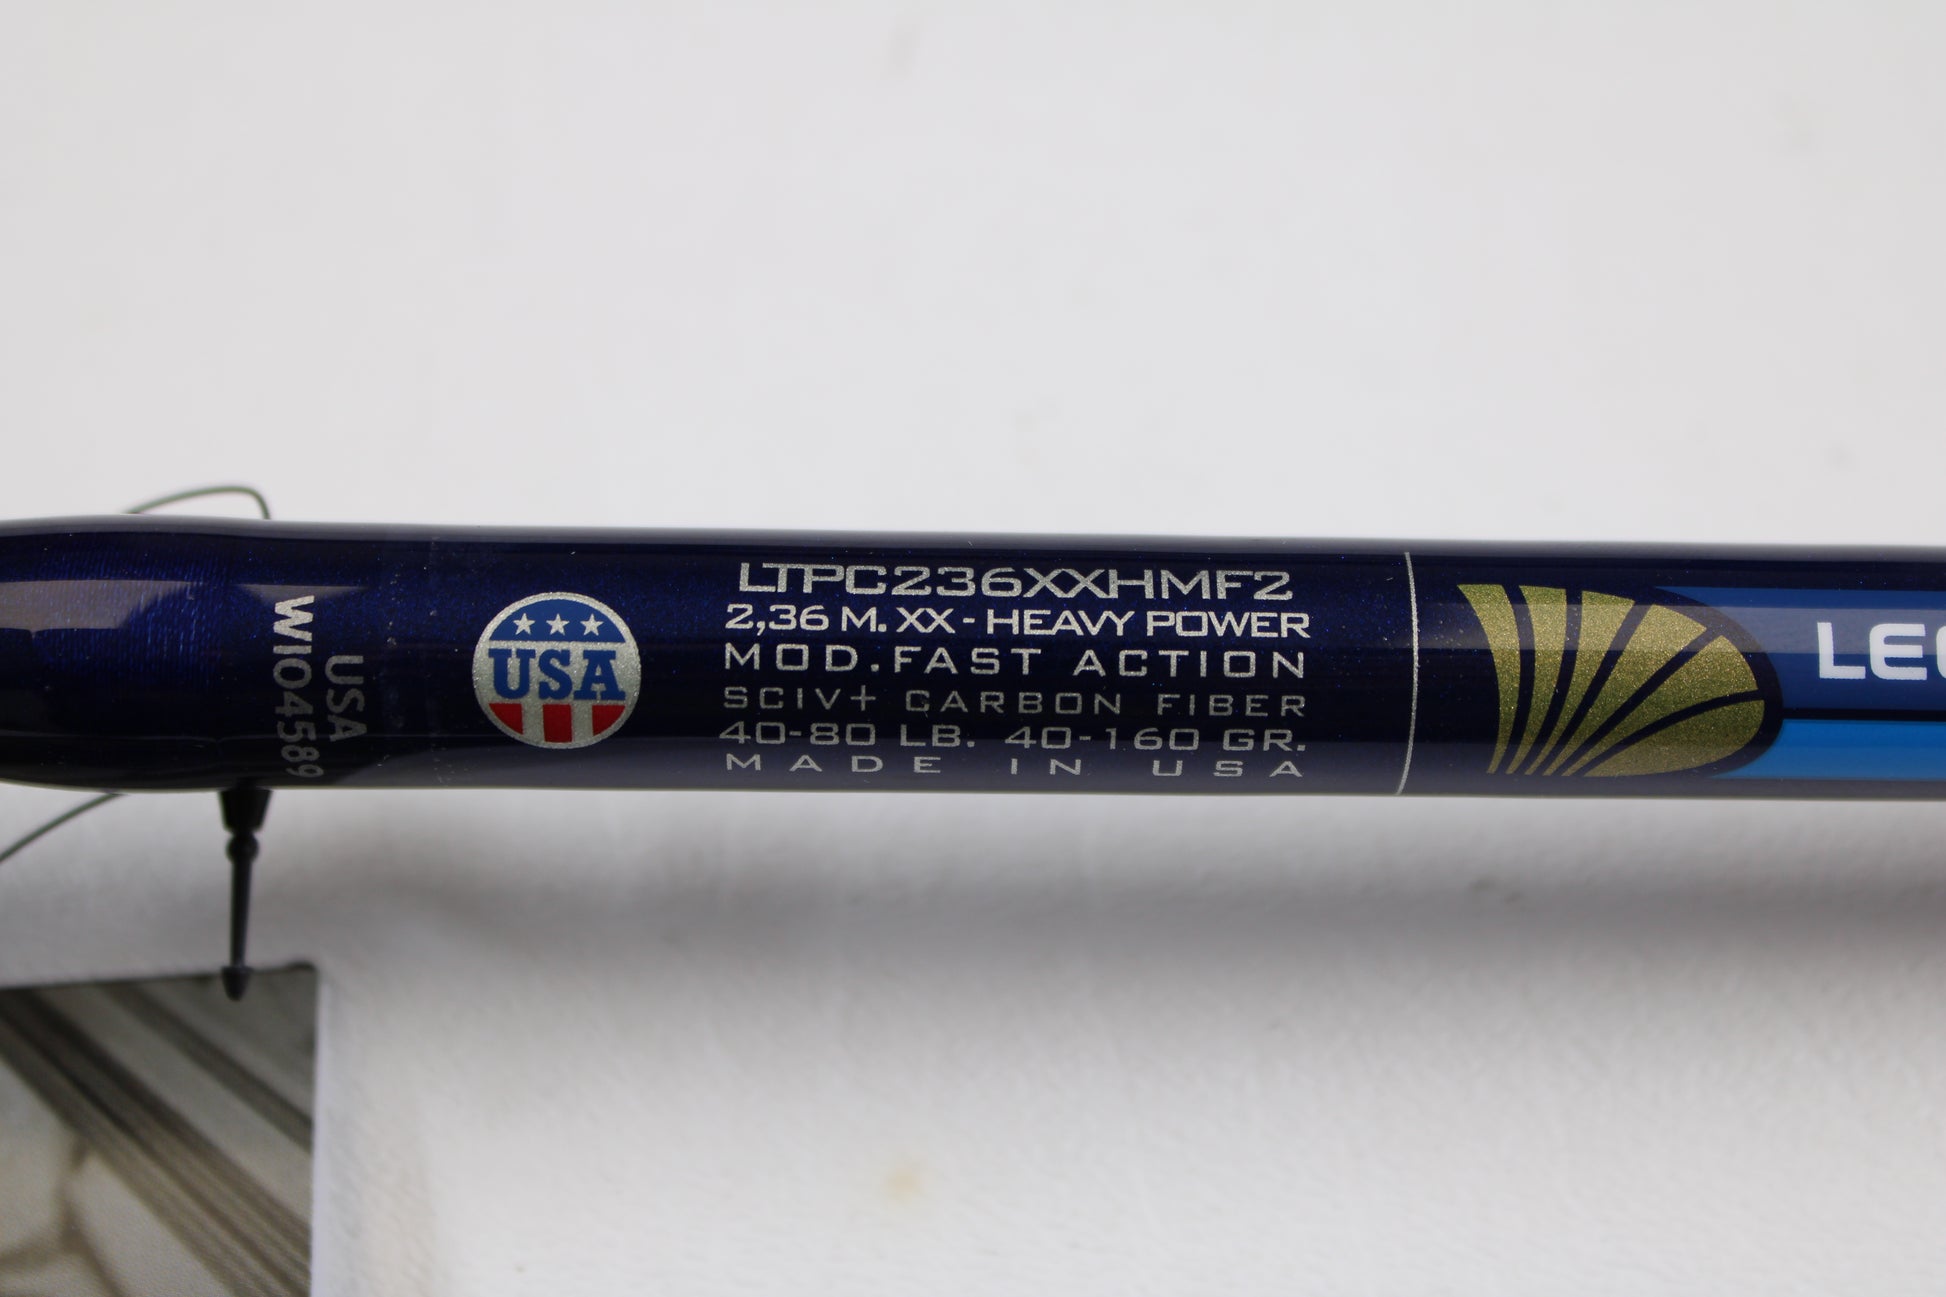 LTPC236XXHMF2
2,36 M. XX - HEAVY POWER
MOD. FAST ACTION
SCIV+ CARBON FIBER
40-80 LB. 40-160 GR.
MADE IN USA
USA
USA
WI04589